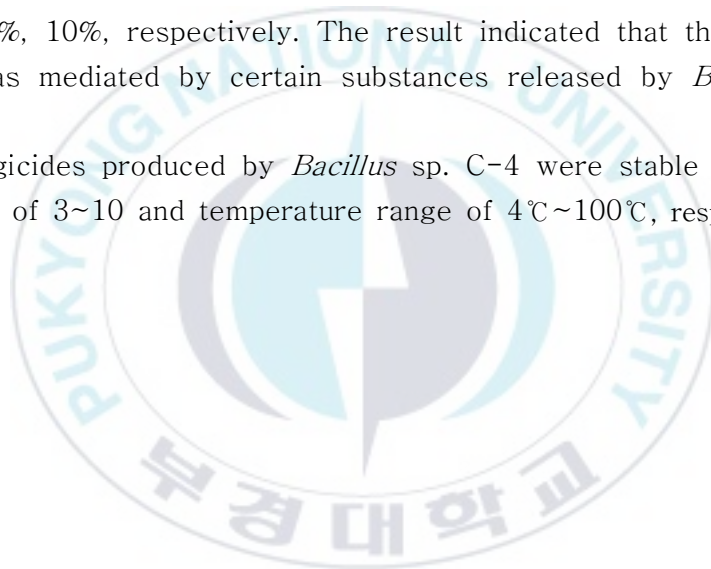 %, 10%, respectively. The result indicated that th
as mediated by certain substances released by B
gicides produced by Bacillus sp. C-4 were stable
of 3~10 and temperature range of 4℃~100℃, resp
PUKYONG NATIONAL UNIVERSITY
부경대학교